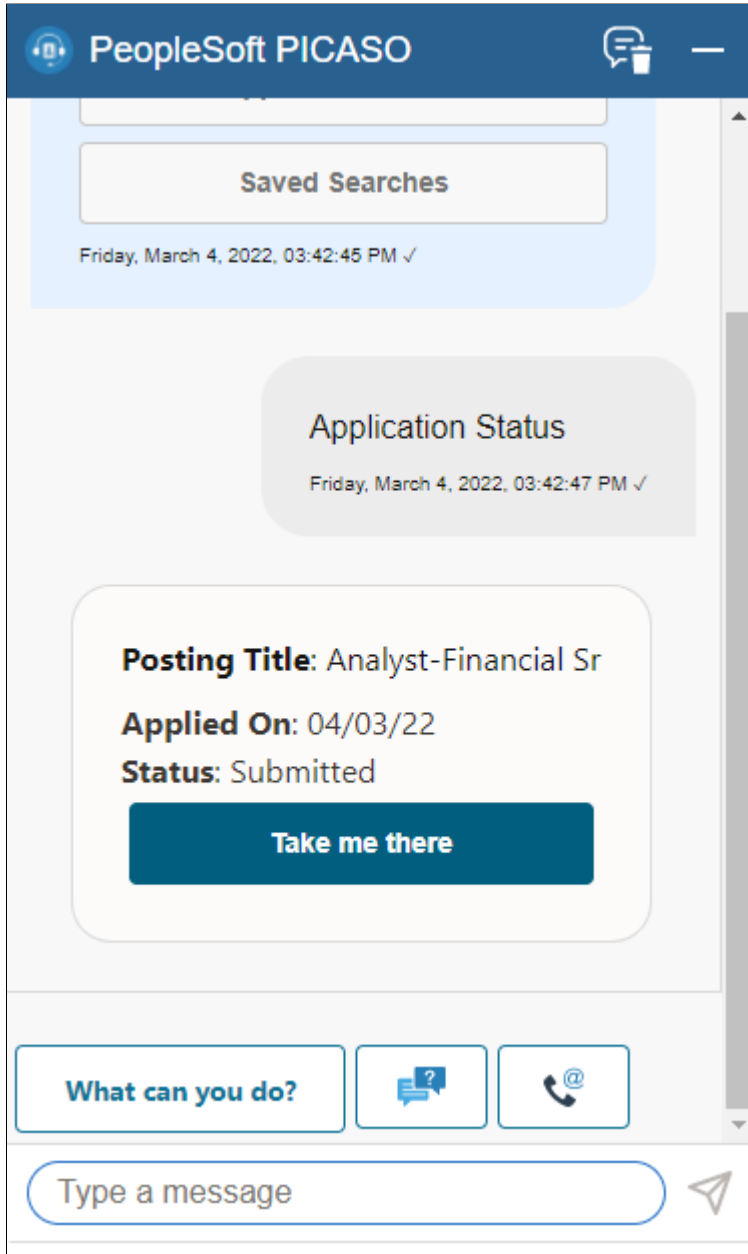 PeopleSoft PICASO
Saved Searches
Friday, March 4, 2022, 03:42:45 PM ✓
Application Status
Friday, March 4, 2022, 03:42:47 PM ✓
Posting Title: Analyst-Financial Sr
Applied On: 04/03/22
Status: Submitted
Take me there
What can you do?
?
@
Type a message